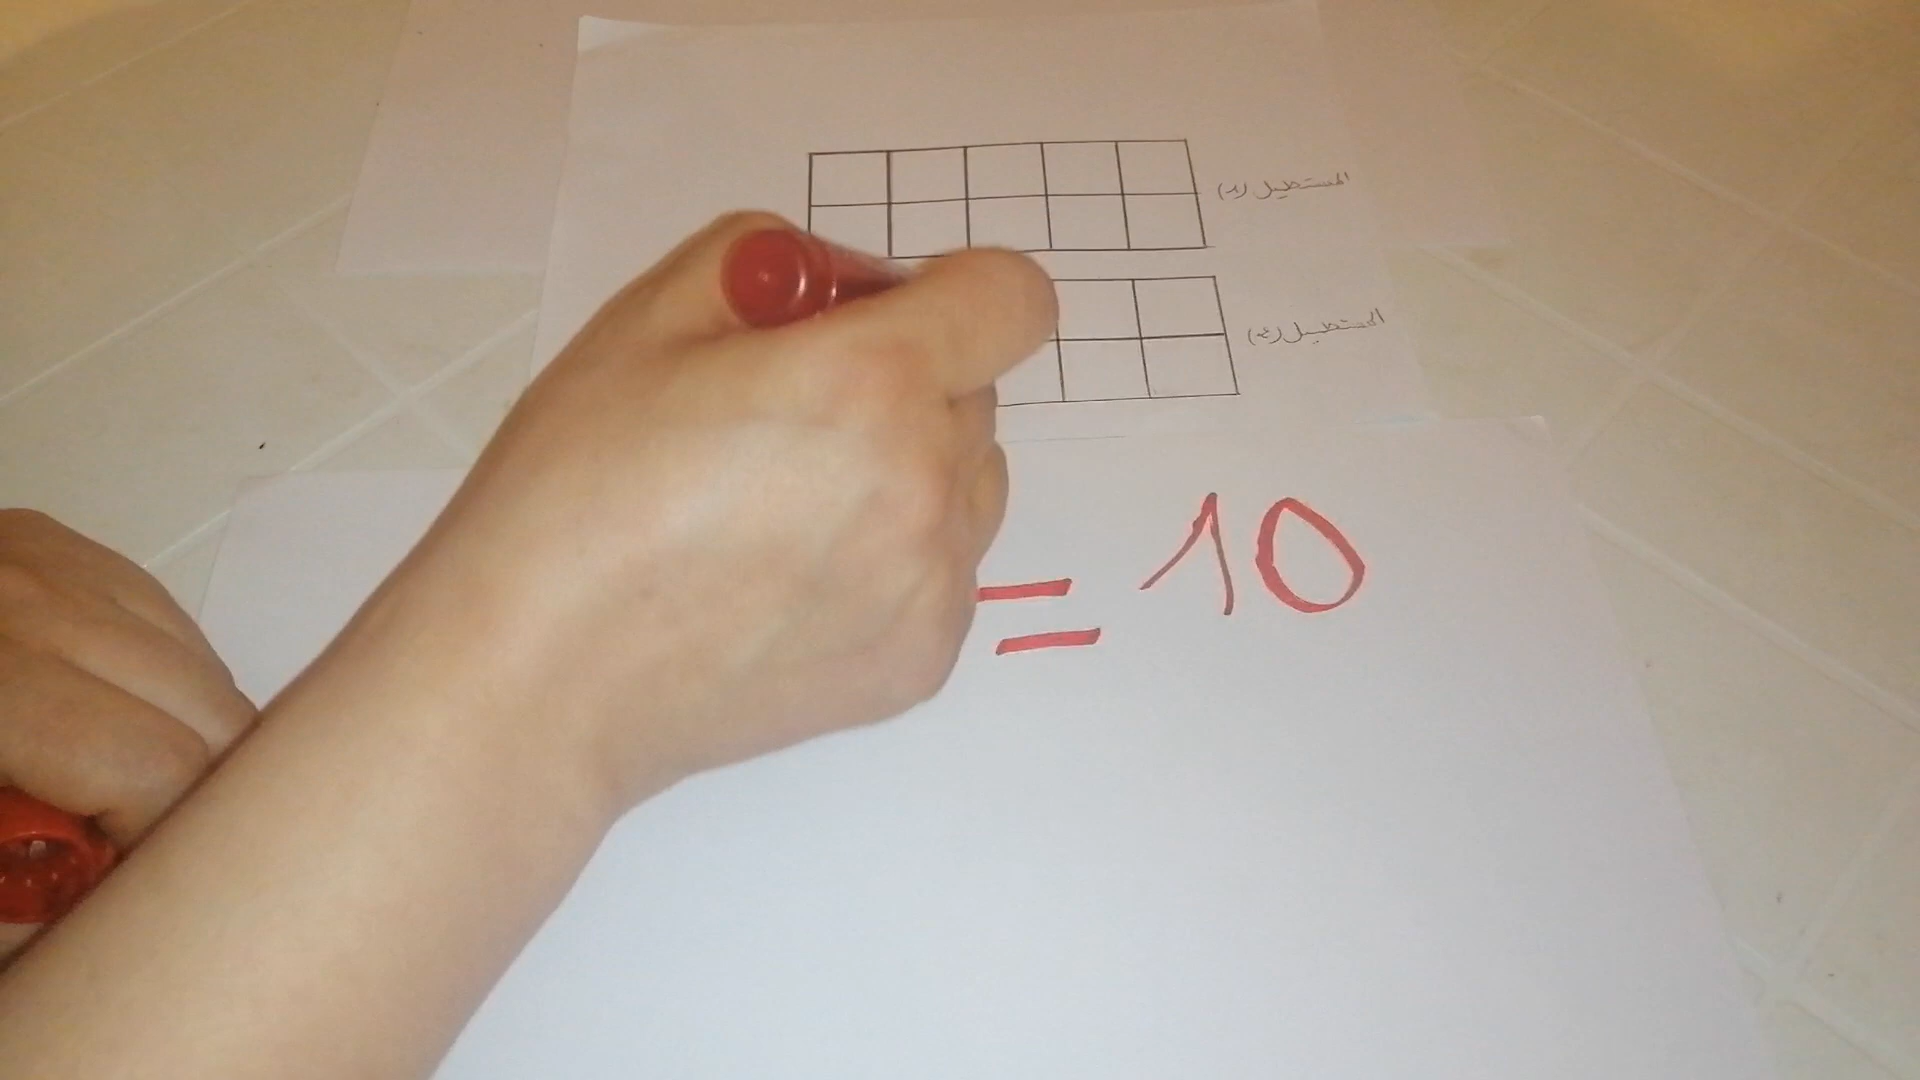 المستطيل (1)
المستطيل (2)
= 10